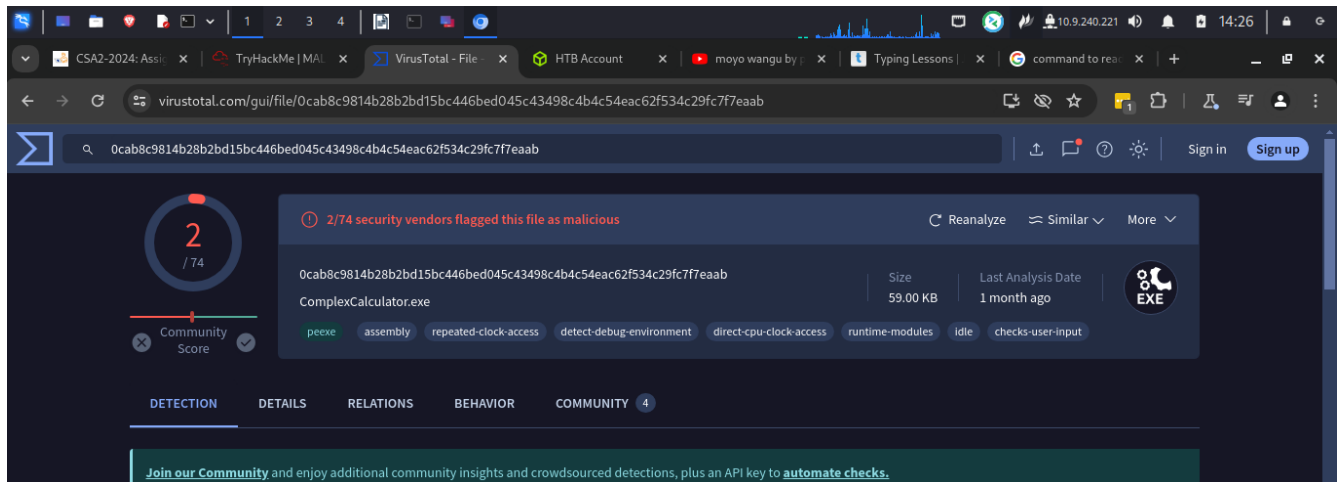 1 2 3 4 10.9.240.221 14:26
CSA2-2024: Assig TryHackMe | MAL VirusTotal - File - HTB Account moyo wangu by p Typing Lessons | command to reac
virustotal.com/gui/file/0cab8c9814b28b2bd15bc446bed045c43498c4b4c54eac62f534c29fc7f7eaab 1
0cab8c9814b28b2bd15bc446bed045c43498c4b4c54eac62f534c29fc7f7eaab Sign in Sign up
2
/ 74
Community
Score
2/74 security vendors flagged this file as malicious Reanalyze Similar More
0cab8c9814b28b2bd15bc446bed045c43498c4b4c54eac62f534c29fc7f7eaab
ComplexCalculator.exe
Size
59.00 KB
Last Analysis Date
1 month ago
EXE
peexe assembly repeated-clock-access detect-debug-environment direct-cpu-clock-access runtime-modules idle checks-user-input
DETECTION DETAILS RELATIONS BEHAVIOR COMMUNITY 4
Join our Community and enjoy additional community insights and crowdsourced detections, plus an API key to automate checks.